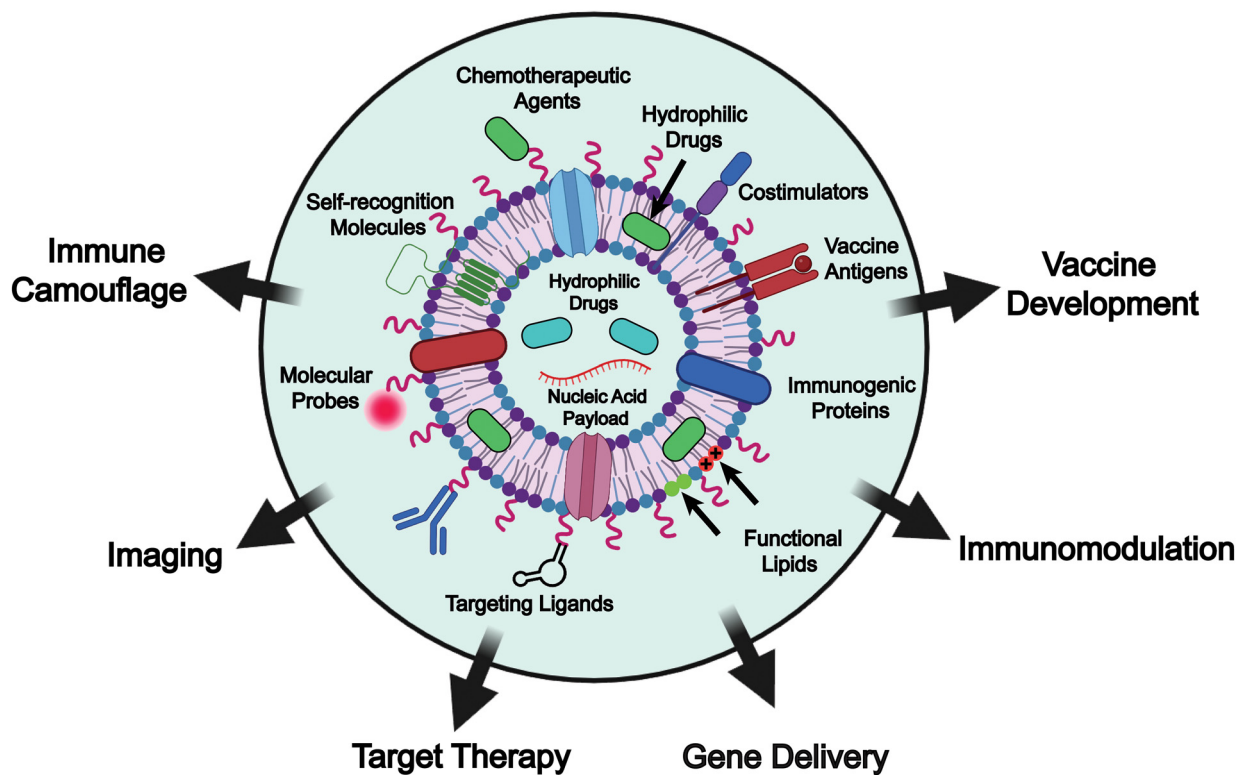 Chemotherapeutic
Agents
Hydrophilic
Drugs
Costimulators
Self-recognition
Molecules
Vaccine
Antigens
Immune
Camouflage
Vaccine
Development
Hydrophilic
Drugs
Molecular
Probes
Nucleic Acid
Payload
Immunogenic
Proteins
+
+
Functional
Lipids
Imaging
Immunomodulation
Targeting Ligands
Target Therapy
Gene Delivery